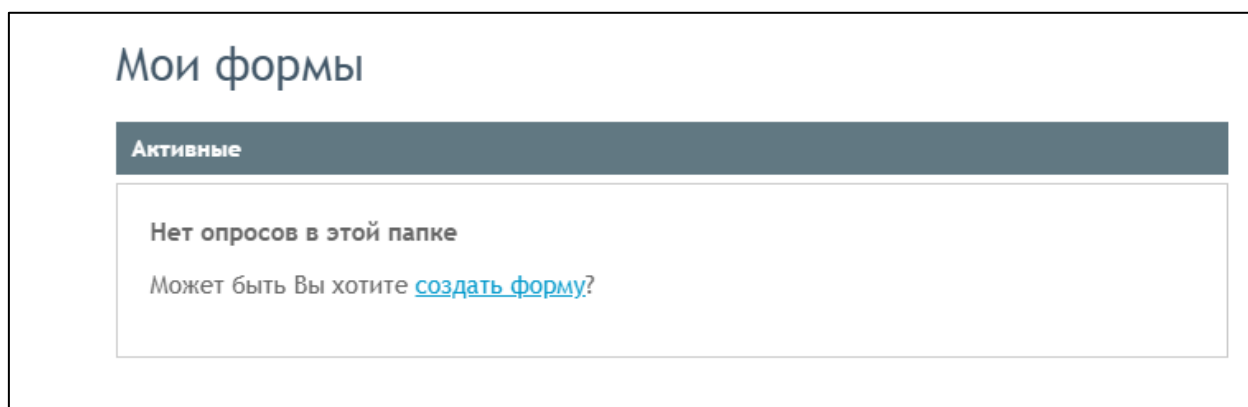 Мои формы
Активные
Нет опросов в этой папке
Может быть Вы хотите создать форму?